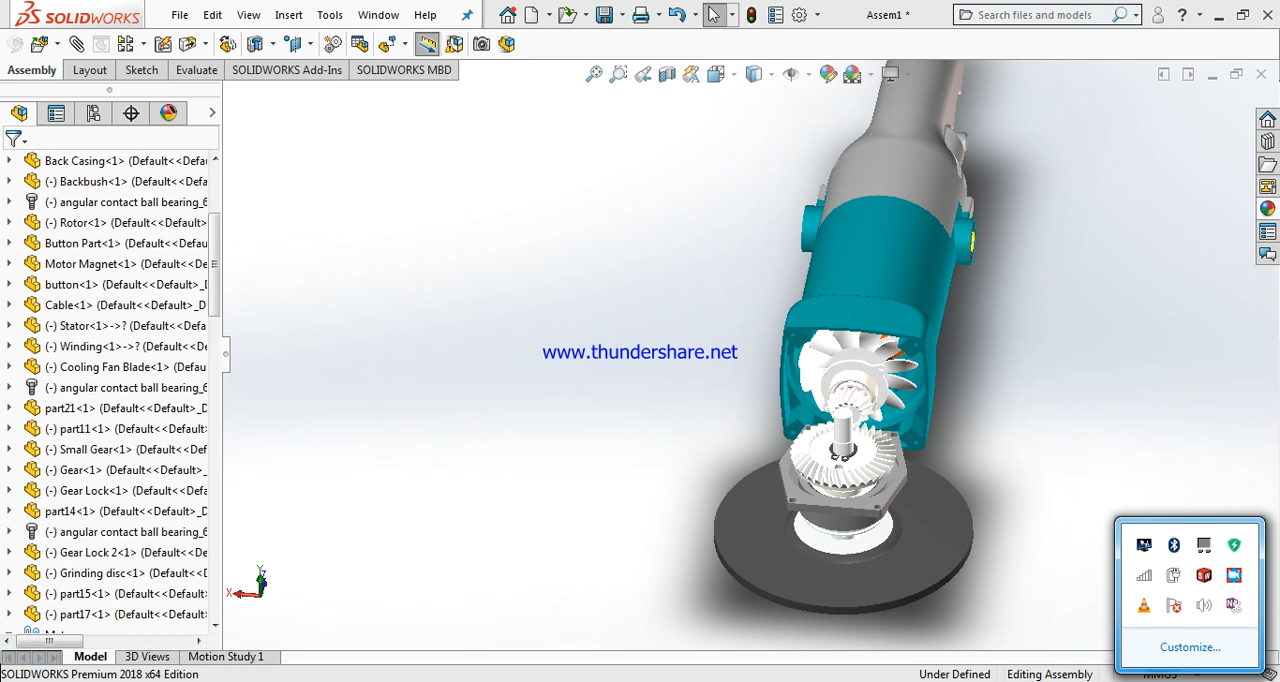 SOLIDWORKS
File Edit View Insert Tools Window Help
Assem1 *
Search files and models
Assembly Layout Sketch Evaluate SOLIDWORKS Add-Ins SOLIDWORKS MBD
Back Casing<1> (Default<<Defau
(-) Backbush<1> (Default<<Defa
(-) angular contact ball bearing_6
(-) Rotor<1> (Default<<Default>
Button Part<1> (Default<<Defau
Motor Magnet<1> (Default<<De
button<1> (Default<<Default>_D
Cable<1> (Default<<Default>_Di
(-) Stator<1>->? (Default<<Defa
(-) Winding<1>->? (Default<<De
(-) Cooling Fan Blade<1> (Defau
(-) angular contact ball bearing_6
part21<1> (Default<<Default>_D
(-) part11<1> (Default<<Default
(-) Small Gear<1> (Default<<Def
(-) Gear<1> (Default<<Default>_
(-) Gear Lock<1> (Default<<Defa
part14<1> (Default<<Default>_D
(-) angular contact ball bearing_6
(-) Gear Lock 2<1> (Default<<De
(-) Grinding disc<1> (Default<<D
(-) part15<1> (Default<<Default
(-) part17<1> (Default<<Default
www.thundershare.net
Y
Z
X
Customize...
Model 3D Views Motion Study 1
SOLIDWORKS Premium 2018 x64 Edition
Under Defined Editing Assembly MMGS